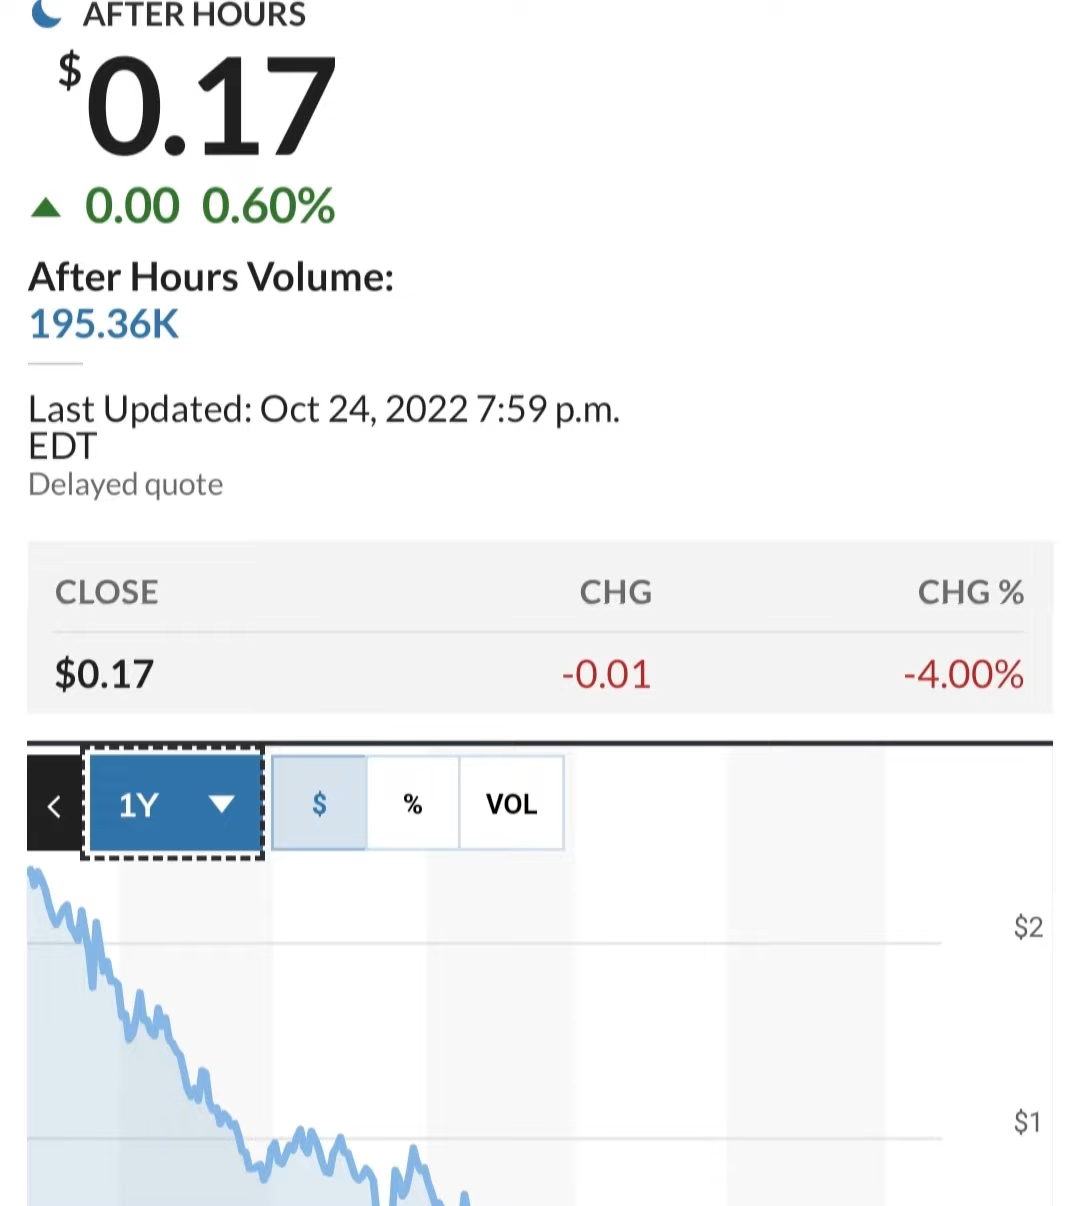 AFTER HOURS
$0.17
0.00 0.60%
After Hours Volume:
195.36K
Last Updated: Oct 24, 2022 7:59 p.m.
EDT
Delayed quote
CLOSE CHG CHG %
$0.17 -0.01 -4.00%
1Y $ % VOL
$2
$1